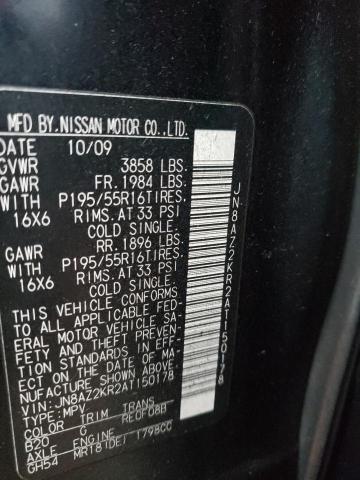 MFD BY. NISSAN MOTOR CO., LTD.
DATE 10/09
GVWR 3858 LBS.
GAWR FR. 1984 LBS.
WITH P195/55R16TIRES,
16X6 RIMS. AT 33 PSI
COLD SINGLE.
GAWR RR. 1896 LBS.
WITH P195/55R16TIRES,
16X6 RIMS. AT 33 PSI
COLD SINGLE.
THIS VEHICLE CONFORMS
TO ALL APPLICABLE FED-
ERAL MOTOR VEHICLE SA-
FETY AND THEFT PREVEN-
TION STANDARDS IN EFF-
ECT ON THE DATE OF MA-
NUFACTURE SHOWN ABOVE.
VIN: JN8AZ2KR2AT150178
TYPE: MPV
COLOR TRIM TRANS
B20 G RE0F08B
AXLE ENGINE
GH54 MR18(DE) 1798CC
JN8AZ2KR2AT150178